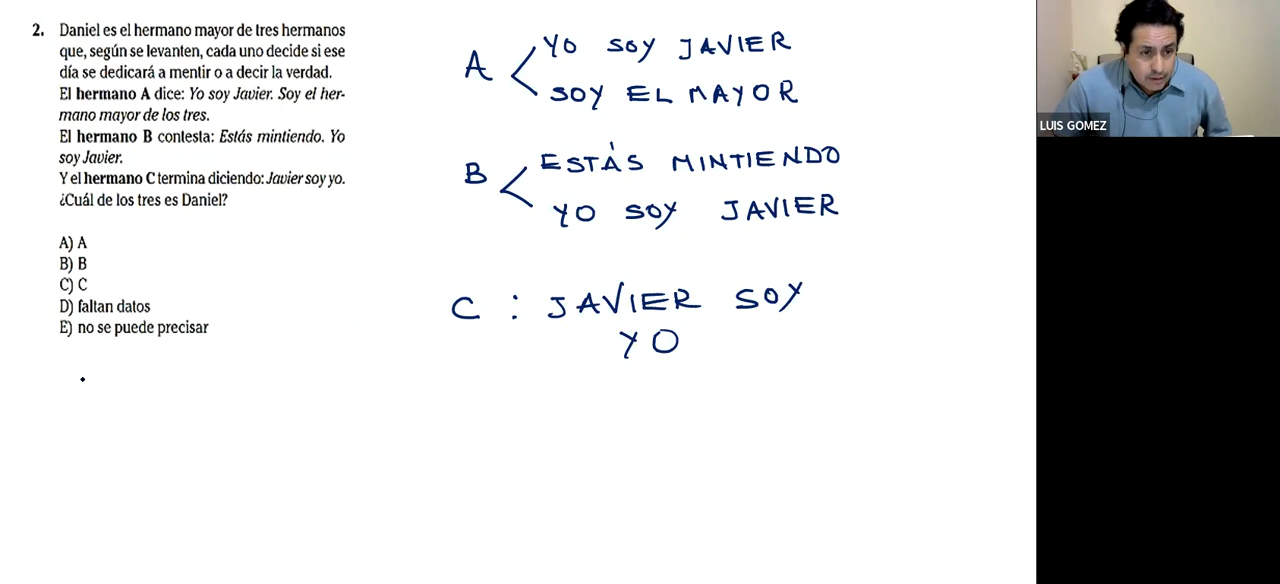 2. Daniel es el hermano mayor de tres hermanos
que, según se levanten, cada uno decide si ese
día se dedicará a mentir o a decir la verdad.
El hermano A dice: Yo soy Javier. Soy el her-
mano mayor de los tres.
El hermano B contesta: Estás mintiendo. Yo
soy Javier.
Y el hermano C termina diciendo: Javier soy yo.
¿Cuál de los tres es Daniel?
A) A
B) B
C) C
D) faltan datos
E) no se puede precisar
A < YO SOY JAVIER
SOY EL MAYOR
B < ESTÁS MINTIENDO
YO SOY JAVIER
C : JAVIER SOY
YO
LUIS GOMEZ